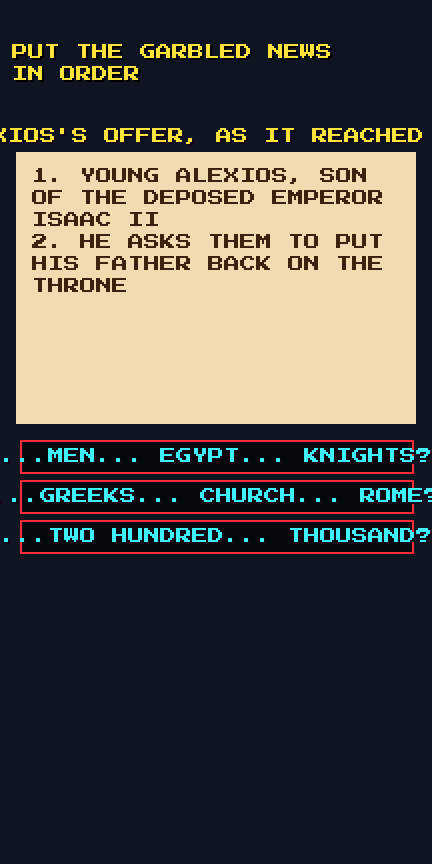 PUT THE GARBLED NEWS
IN ORDER
XIOS'S OFFER, AS IT REACHED
1. YOUNG ALEXIOS, SON
OF THE DEPOSED EMPEROR
ISAAC II
2. HE ASKS THEM TO PUT
HIS FATHER BACK ON THE
THRONE
...MEN... EGYPT... KNIGHTS?
..GREEKS... CHURCH... ROME?
...TWO HUNDRED... THOUSAND?